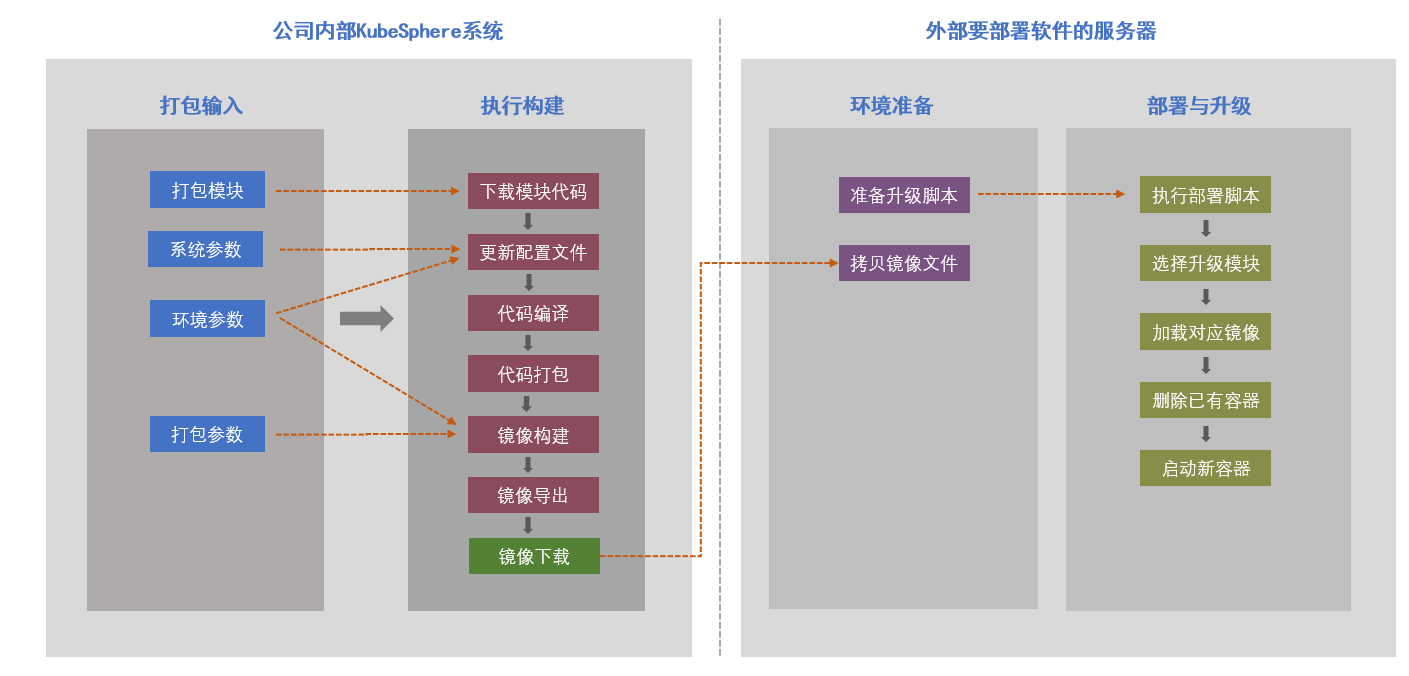 公司内部KubeSphere系统
外部要部署软件的服务器
打包输入
执行构建
环境准备
部署与升级
打包模块
系统参数
环境参数
打包参数
下载模块代码
更新配置文件
代码编译
代码打包
镜像构建
镜像导出
镜像下载
准备升级脚本
拷贝镜像文件
执行部署脚本
选择升级模块
加载对应镜像
删除已有容器
启动新容器